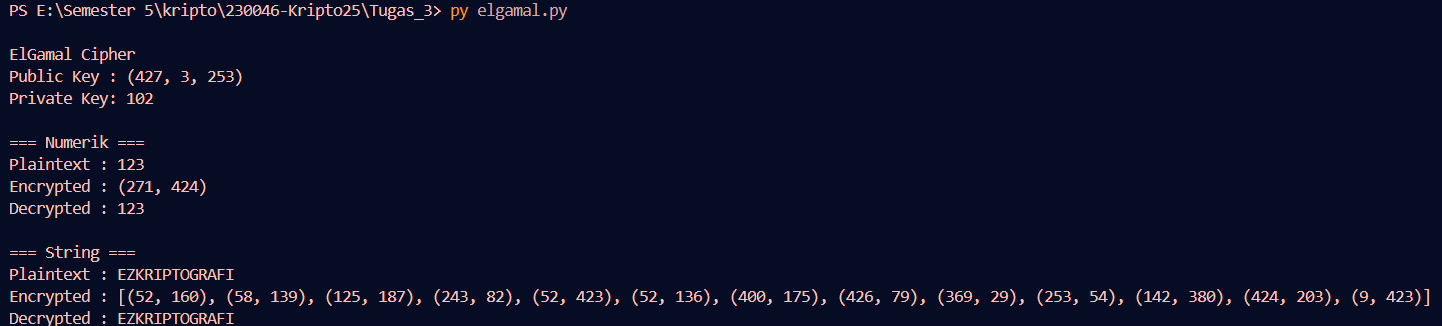 PS E:\Semester 5\kripto\230046-Kripto25\Tugas_3> py elgamal.py
ElGamal Cipher
Public Key : (427, 3, 253)
Private Key: 102
=== Numerik ===
Plaintext : 123
Encrypted : (271, 424)
Decrypted : 123
=== String ===
Plaintext : EZKRIPTOGRAFI
Encrypted : [(52, 160), (58, 139), (125, 187), (243, 82), (52, 423), (52, 136), (400, 175), (426, 79), (369, 29), (253, 54), (142, 380), (424, 203), (9, 423)]
Decrypted : EZKRIPTOGRAFI